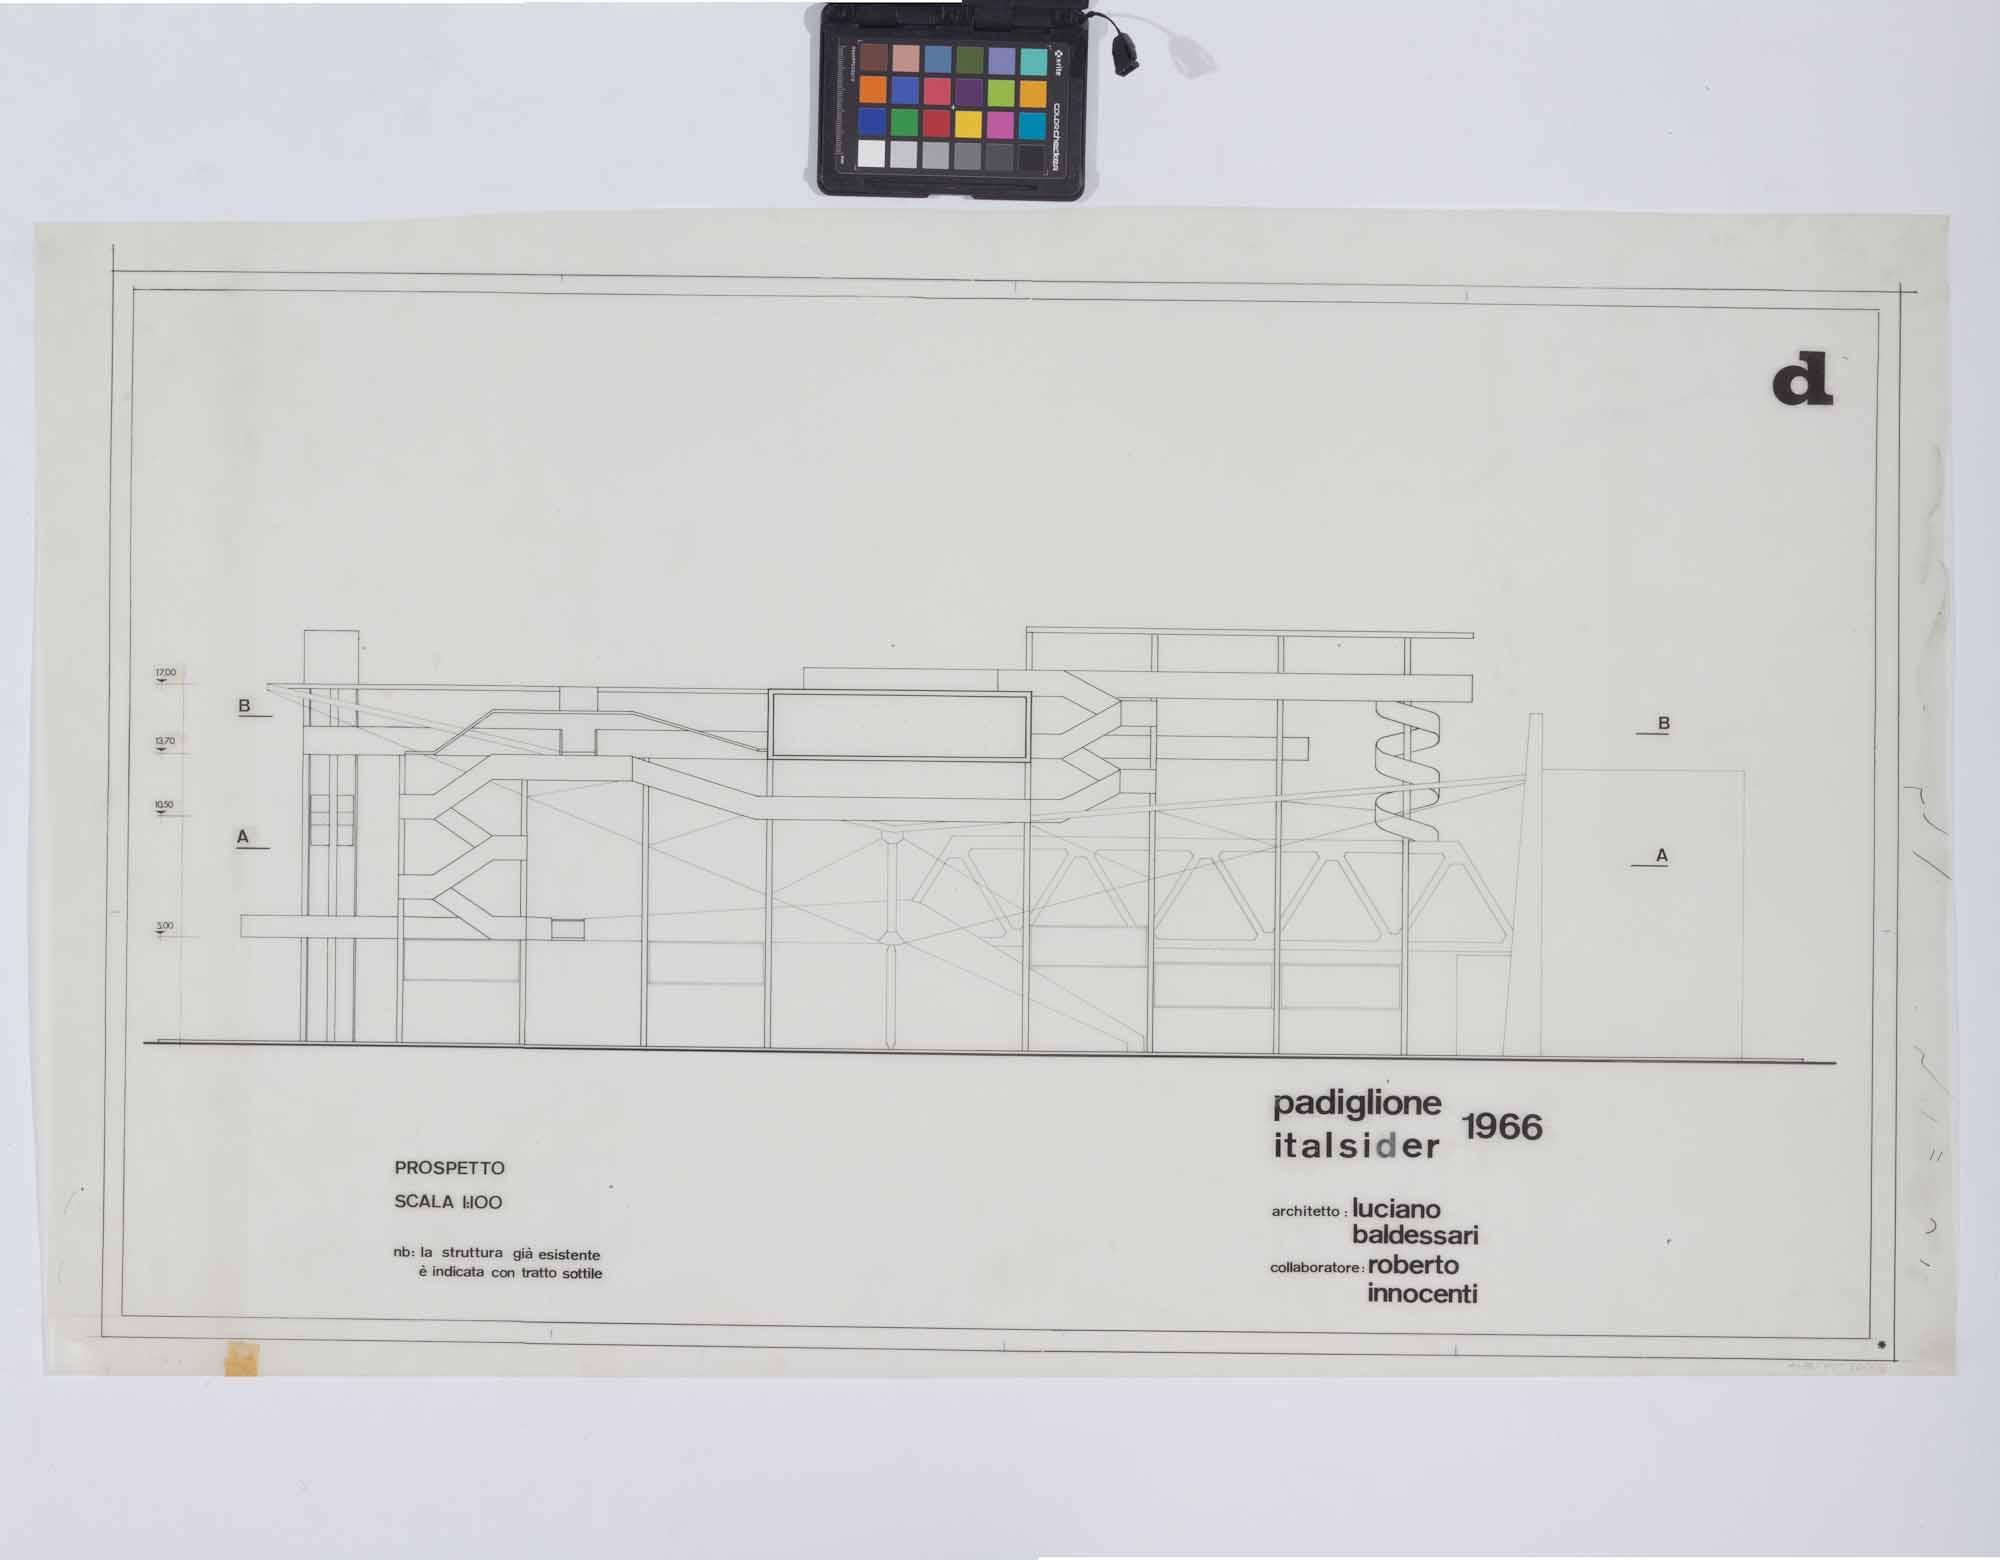 xrite
colorchecker
d
17,00
B
B
13,70
10,50
A
A
3,00
padiglione
italsider
1966
PROSPETTO
SCALA 1:100
architetto : luciano
baldessari
nb: la struttura già esistente
è indicata con tratto sottile
collaboratore: roberto
innocenti